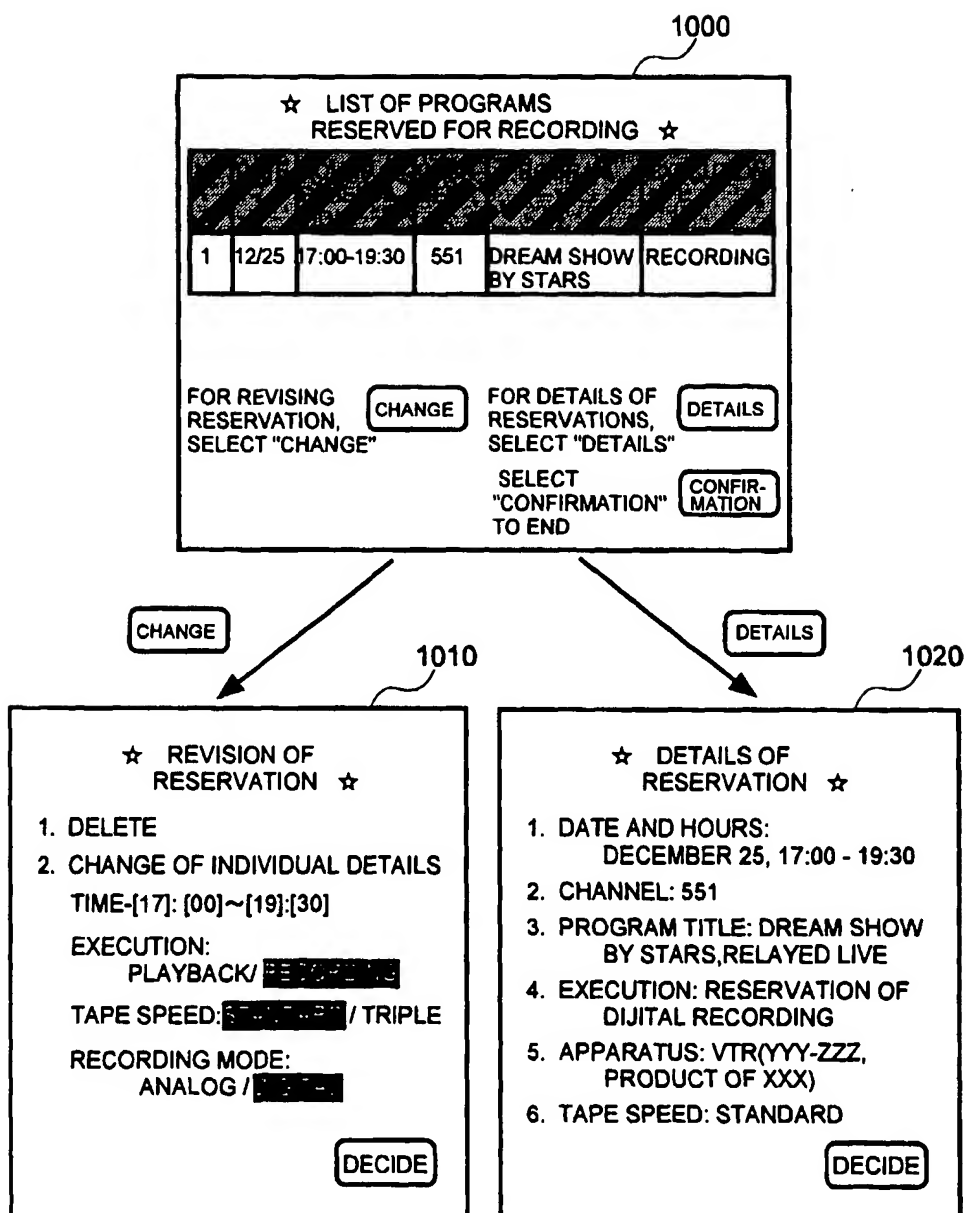 1000
☆ LIST OF PROGRAMS
RESERVED FOR RECORDING ☆
1 12/25 17:00-19:30 551 DREAM SHOW BY STARS RECORDING
FOR REVISING
RESERVATION,
SELECT "CHANGE"
CHANGE
FOR DETAILS OF
RESERVATIONS,
SELECT "DETAILS"
DETAILS
SELECT
"CONFIRMATION"
TO END
CONFIR-
MATION
CHANGE
DETAILS
1010
☆ REVISION OF
RESERVATION ☆
1. DELETE
2. CHANGE OF INDIVIDUAL DETAILS
TIME-[17]: [00]~[19]:[30]
EXECUTION:
PLAYBACK/
TAPE SPEED: / TRIPLE
RECORDING MODE:
ANALOG /
DECIDE
1020
☆ DETAILS OF
RESERVATION ☆
1. DATE AND HOURS:
DECEMBER 25, 17:00 - 19:30
2. CHANNEL: 551
3. PROGRAM TITLE: DREAM SHOW
BY STARS,RELAYED LIVE
4. EXECUTION: RESERVATION OF
DIJITAL RECORDING
5. APPARATUS: VTR(YYY-ZZZ,
PRODUCT OF XXX)
6. TAPE SPEED: STANDARD
DECIDE